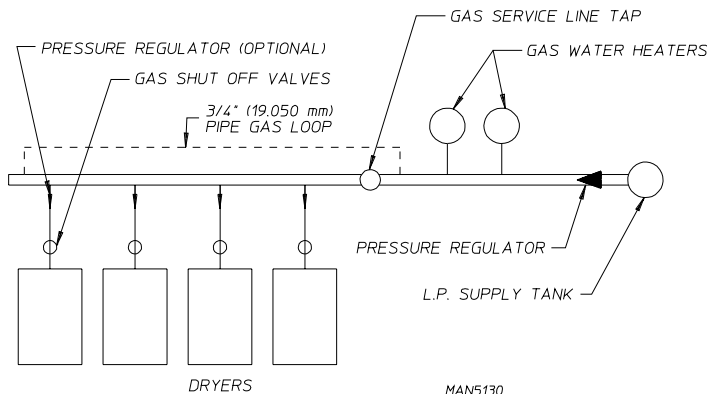 GAS SERVICE LINE TAP
PRESSURE REGULATOR (OPTIONAL)
GAS WATER HEATERS
GAS SHUT OFF VALVES
3/4" (19.050 mm)
PIPE GAS LOOP
PRESSURE REGULATOR
L.P. SUPPLY TANK
DRYERS
MAN5130